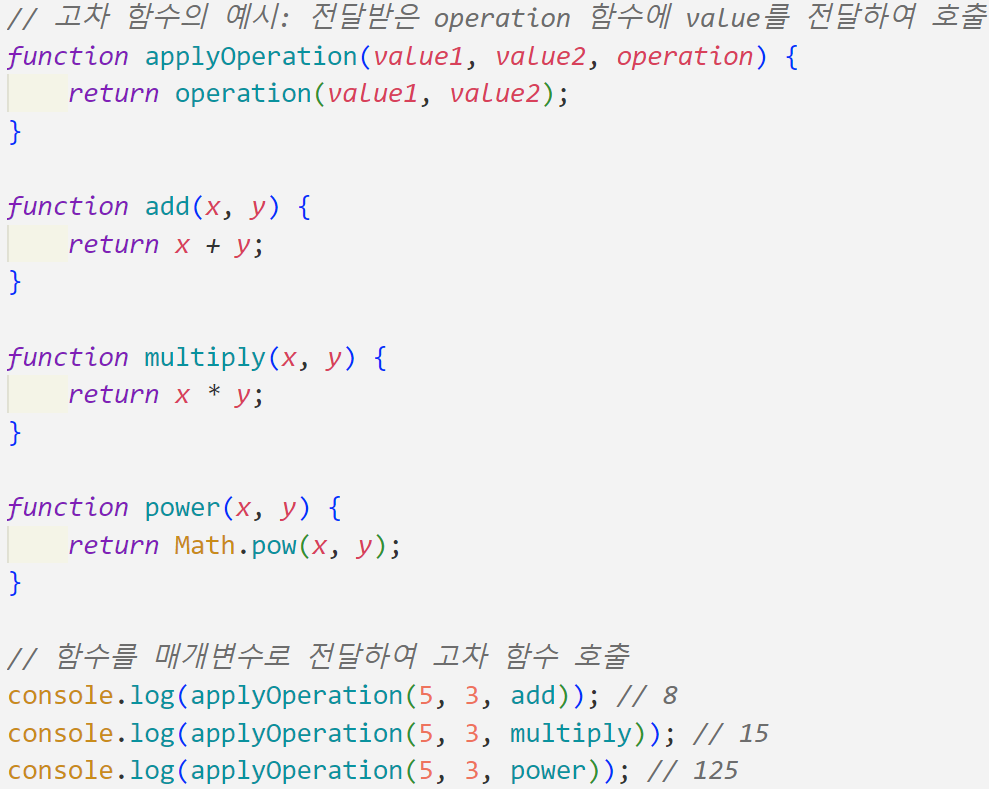 // 고차 함수의 예시: 전달받은 operation 함수에 value를 전달하여 호출
function applyOperation(value1, value2, operation) {
    return operation(value1, value2);
}

function add(x, y) {
    return x + y;
}

function multiply(x, y) {
    return x * y;
}

function power(x, y) {
    return Math.pow(x, y);
}

// 함수를 매개변수로 전달하여 고차 함수 호출
console.log(applyOperation(5, 3, add)); // 8
console.log(applyOperation(5, 3, multiply)); // 15
console.log(applyOperation(5, 3, power)); // 125